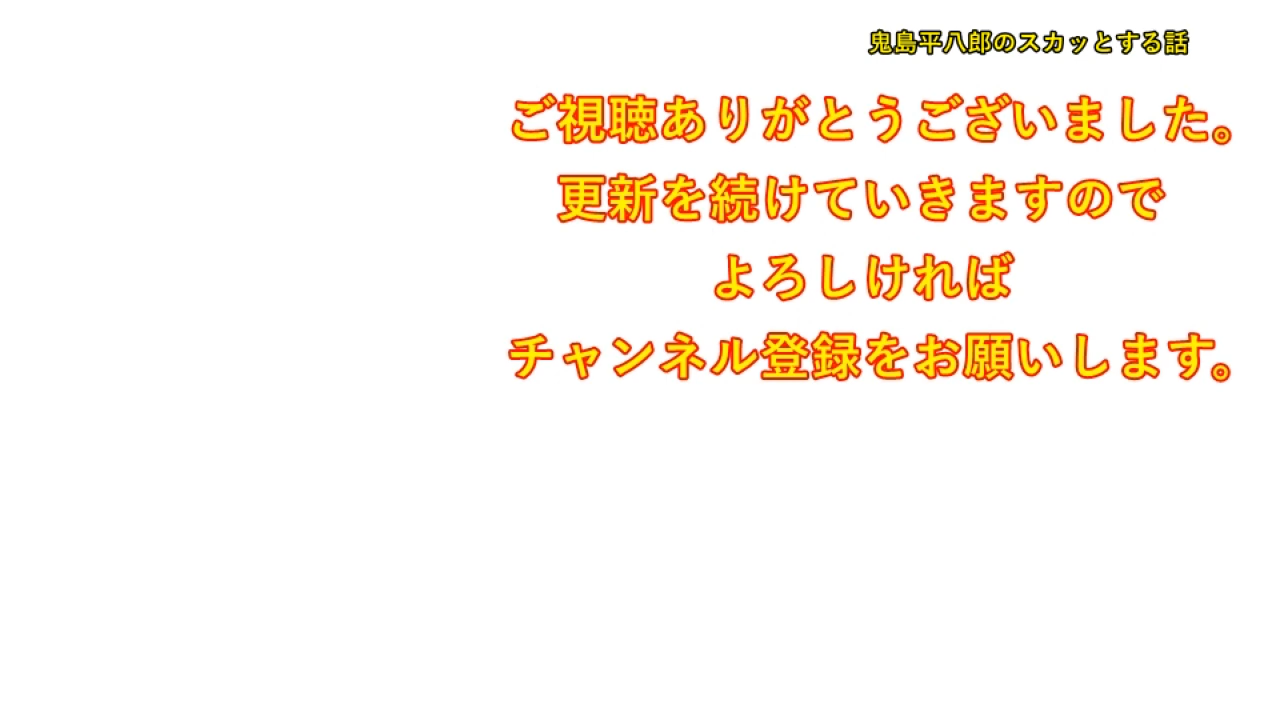 鬼島平八郎のスカッとする話
ご視聴ありがとうございました。
更新を続けていきますので
よろしければ
チャンネル登録をお願いします。